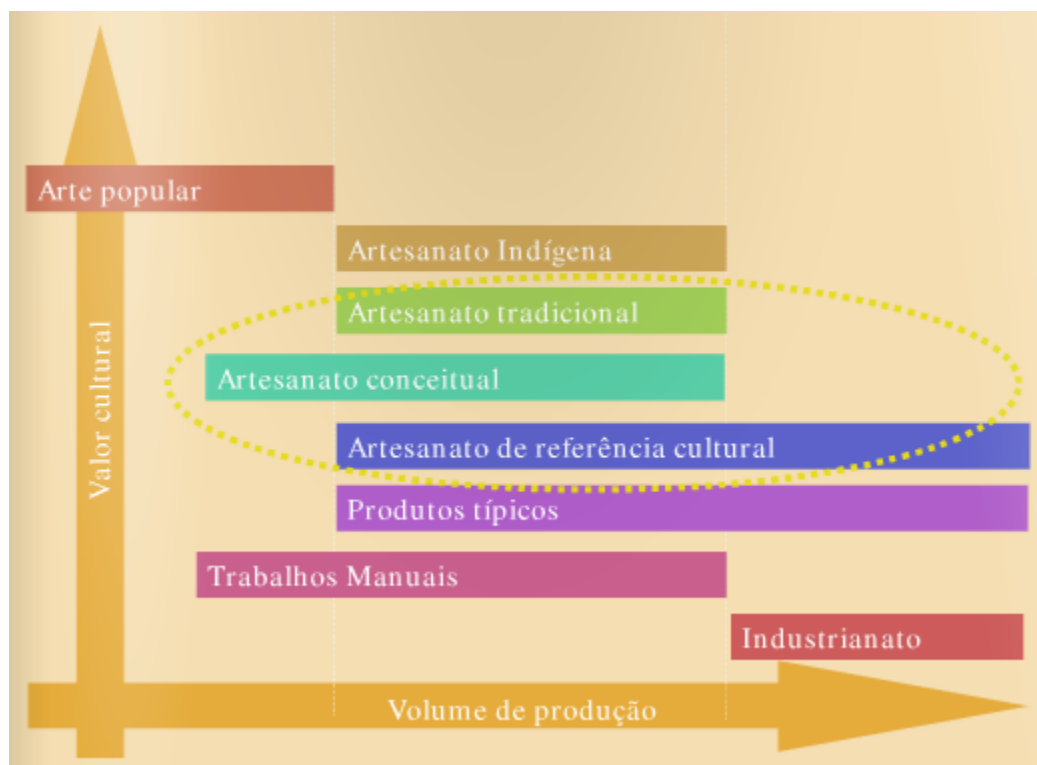 Arte popular
Artesanato Indígena
Artesanato tradicional
Artesanato conceitual
Artesanato de referência cultural
Produtos típicos
Trabalhos Manuais
Industrianato
Valor cultural
Volume de produção